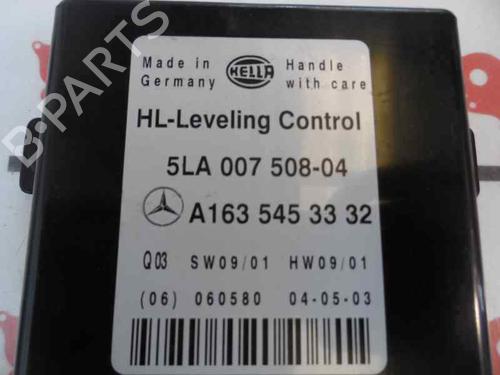 B-PARTS
Made in Germany
HELLA
Handle with care
HL-Leveling Control
5LA 007 508-04
A163 545 33 32
Q03 SW09/01 HW09/01
(06) 060580 04-05-03